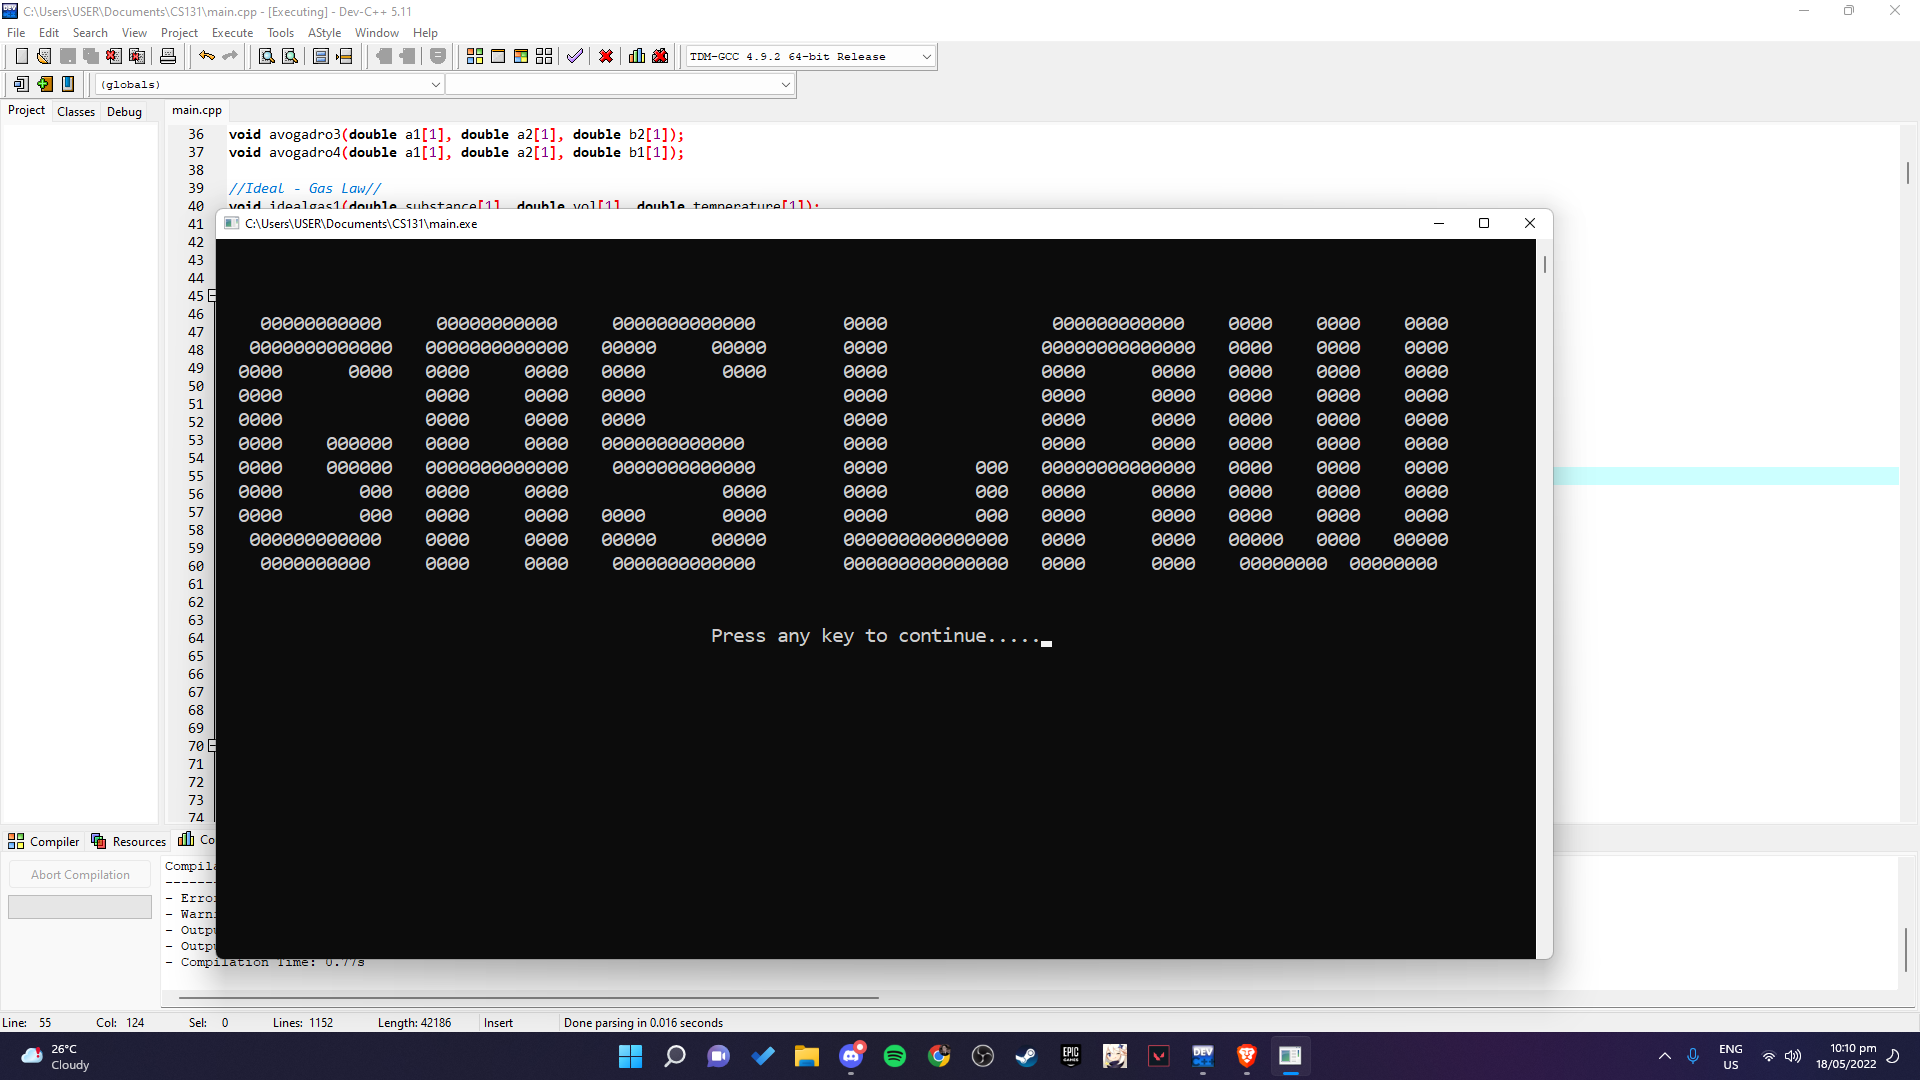 C:\Users\USER\Documents\CS131\main.cpp - [Executing] - Dev-C++ 5.11
File Edit Search View Project Execute Tools AStyle Window Help
TDM-GCC 4.9.2 64-bit Release
(globals)
Project Classes Debug
main.cpp
36 void avogadro3(double a1[1], double a2[1], double b2[1]);
37 void avogadro4(double a1[1], double a2[1], double b1[1]);
38
39 //Ideal - Gas Law//
40 void idealgas1(double substance[1], double vol[1], double temperature[1]);
41
42
43
44
45
46
47
48
49
50
51
52
53
54
55
56
57
58
59
60
61
62
63
64
65
66
67
68
69
70
71
72
73
74
C:\Users\USER\Documents\CS131\main.exe
GAS LAW
Press any key to continue.....
Compiler Resources
Abort Compilation
- Compilation Time: 0.77s
Line: 55 Col: 124 Sel: 0 Lines: 1152 Length: 42186 Insert Done parsing in 0.016 seconds
26°C
Cloudy
DEV
EPIC GAMES
ENG
US
10:10 pm
18/05/2022